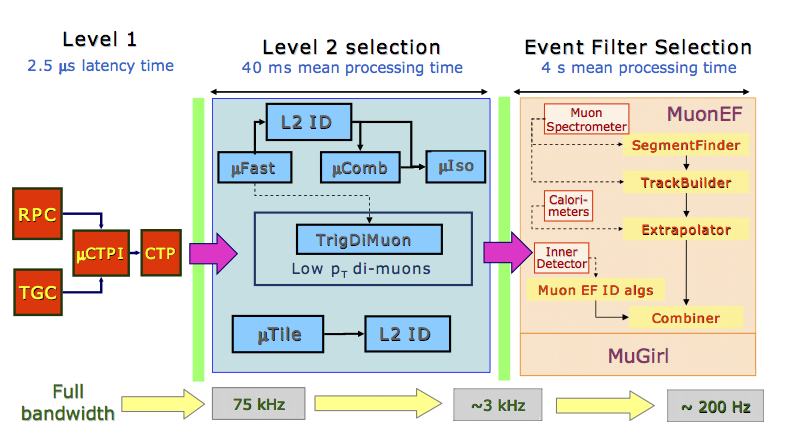 Level 1
2.5 μs latency time
Level 2 selection
40 ms mean processing time
Event Filter Selection
4 s mean processing time
RPC
TGC
μCTPI
CTP
L2 ID
μFast
μComb
μIso
TrigDiMuon
Low pT di-muons
μTile
L2 ID
MuonEF
Muon
Spectrometer
SegmentFinder
TrackBuilder
Calori-
meters
Extrapolator
Inner
Detector
Muon EF ID algs
Combiner
MuGirl
Full
bandwidth
75 kHz
~3 kHz
~ 200 Hz